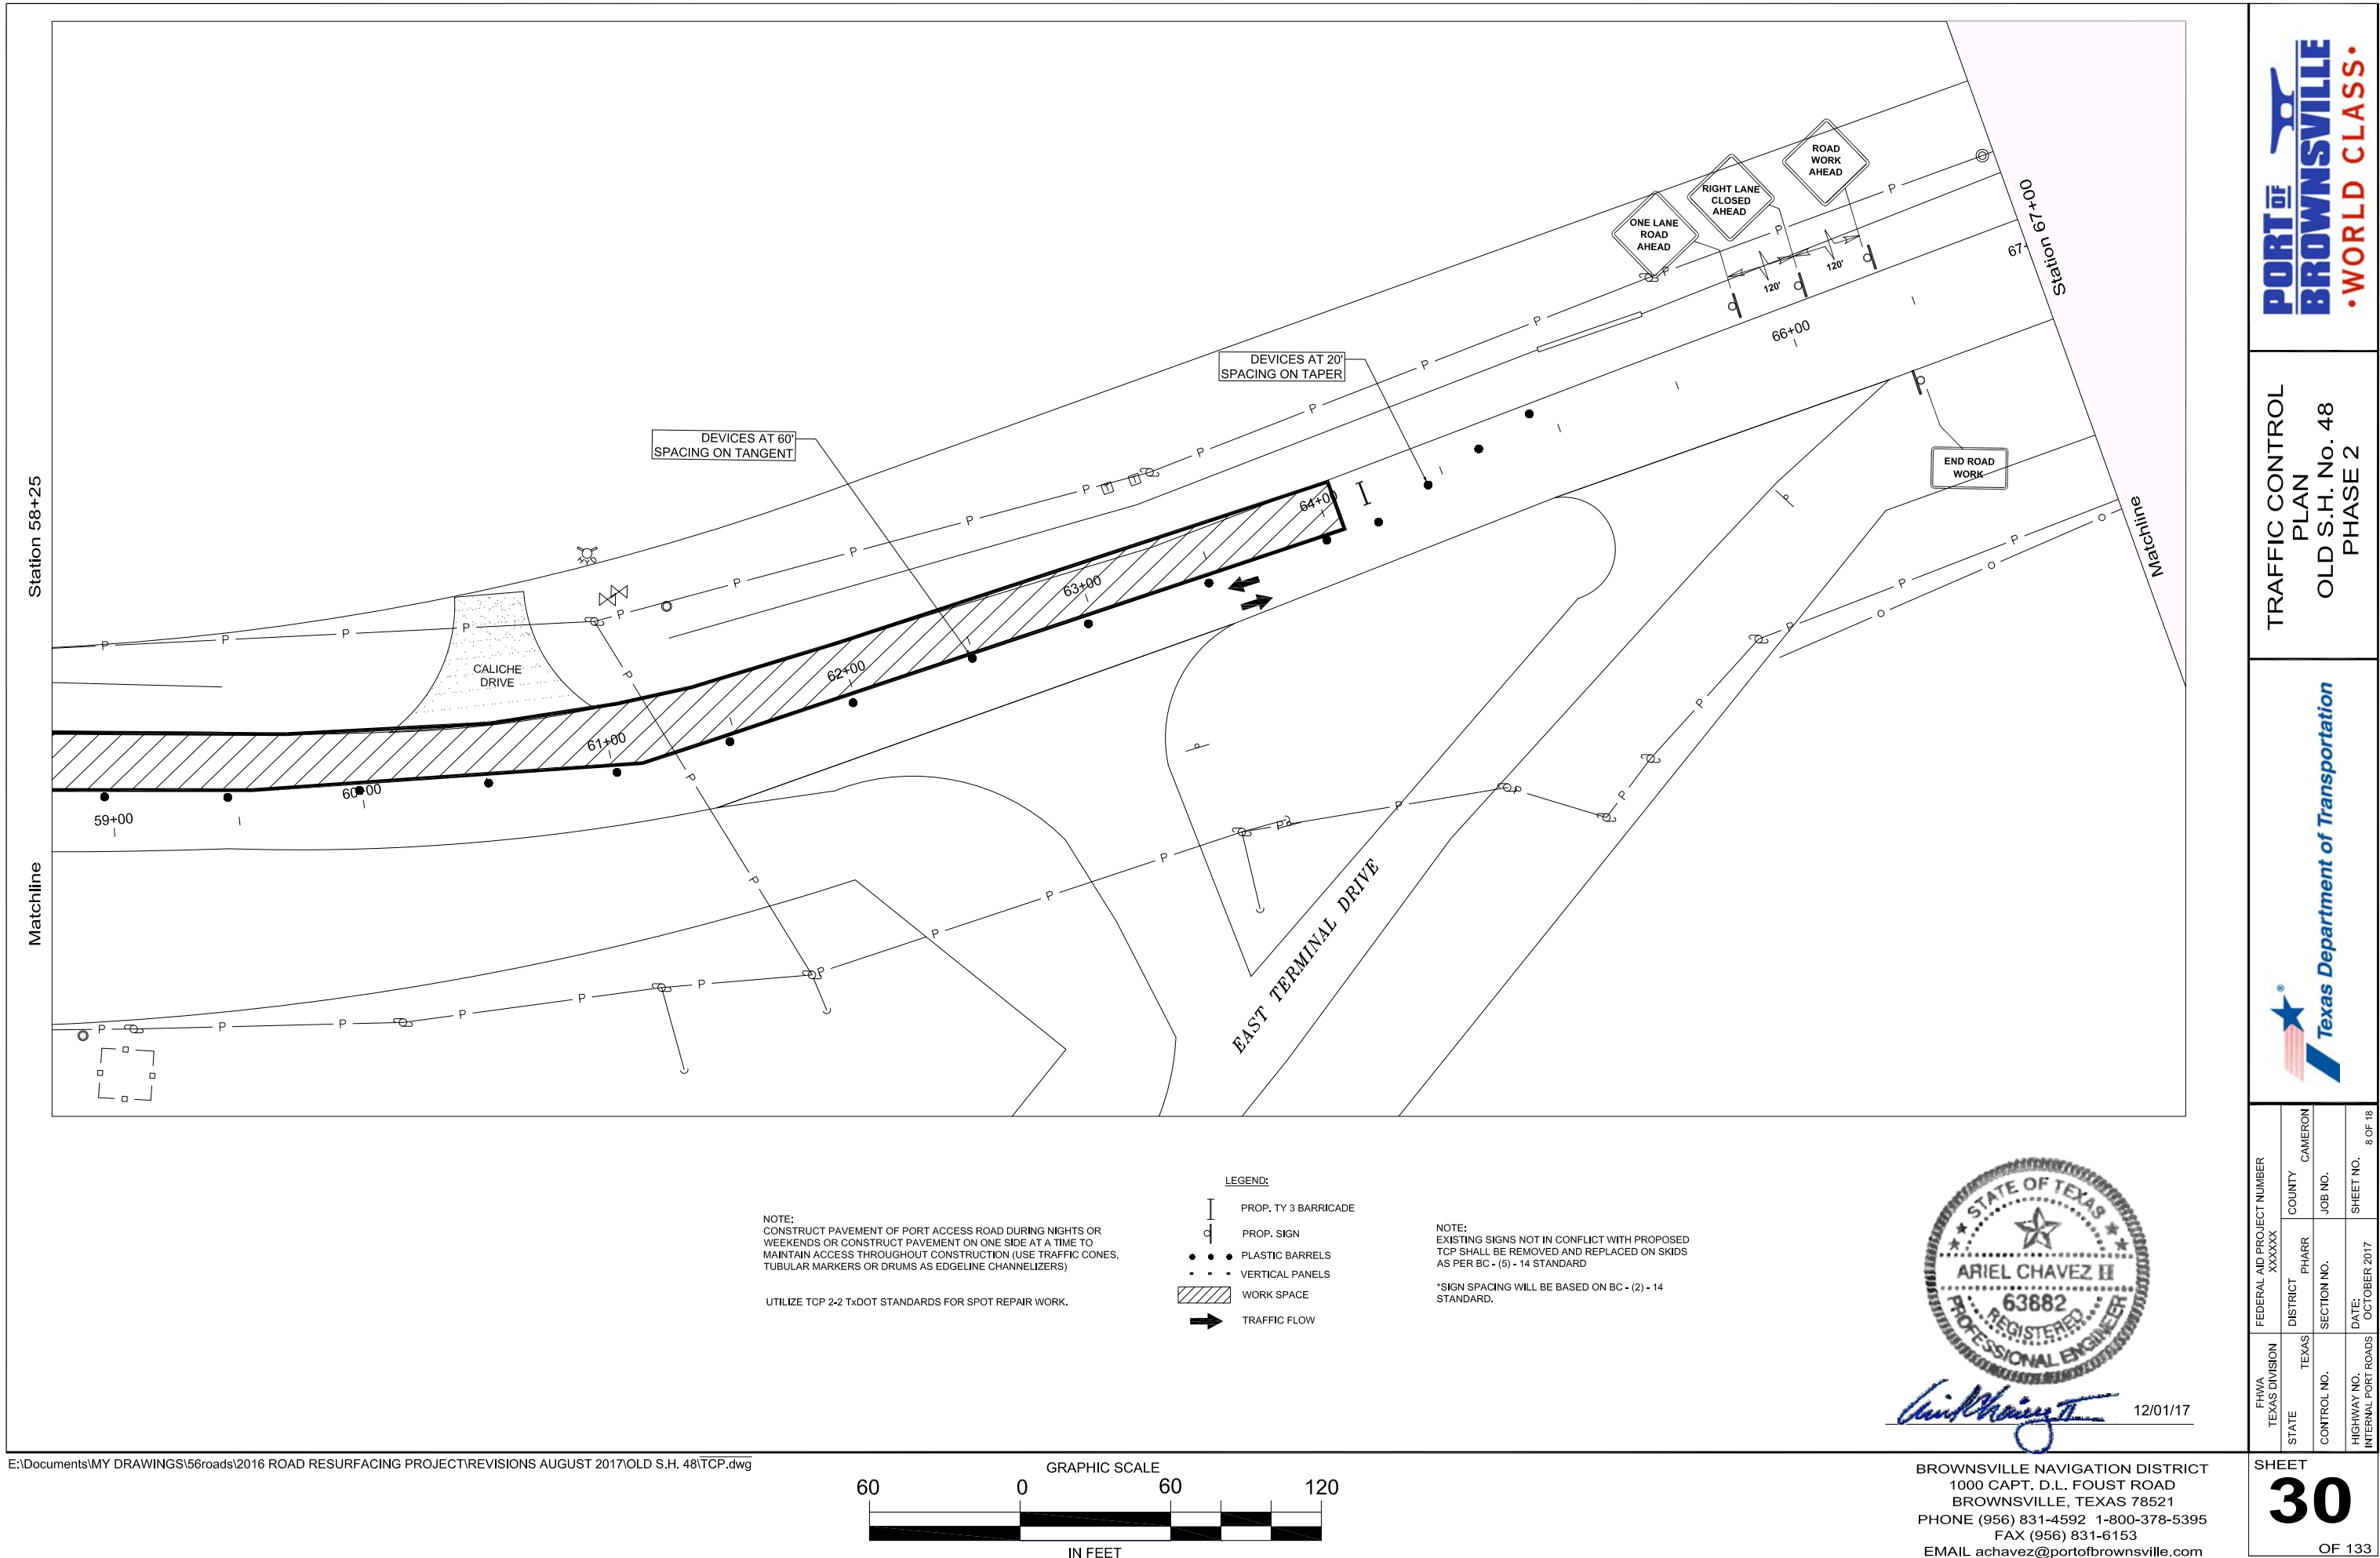 Station 58+25
Matchline
ROAD
WORK
AHEAD
RIGHT LANE
CLOSED
AHEAD
ONE LANE
ROAD
AHEAD
120'
120'
66+00
67-
Station 67+00
Matchline
END ROAD
WORK
DEVICES AT 20'
SPACING ON TAPER
DEVICES AT 60'
SPACING ON TANGENT
64+00
63+00
62+00
61+00
60+00
59+00
CALICHE
DRIVE
EAST TERMINAL DRIVE
NOTE:
CONSTRUCT PAVEMENT OF PORT ACCESS ROAD DURING NIGHTS OR
WEEKENDS OR CONSTRUCT PAVEMENT ON ONE SIDE AT A TIME TO
MAINTAIN ACCESS THROUGHOUT CONSTRUCTION (USE TRAFFIC CONES,
TUBULAR MARKERS OR DRUMS AS EDGELINE CHANNELIZERS)
UTILIZE TCP 2-2 TxDOT STANDARDS FOR SPOT REPAIR WORK.
LEGEND:
PROP. TY 3 BARRICADE
PROP. SIGN
PLASTIC BARRELS
VERTICAL PANELS
WORK SPACE
TRAFFIC FLOW
NOTE:
EXISTING SIGNS NOT IN CONFLICT WITH PROPOSED
TCP SHALL BE REMOVED AND REPLACED ON SKIDS
AS PER BC - (5) - 14 STANDARD
*SIGN SPACING WILL BE BASED ON BC - (2) - 14
STANDARD.
STATE OF TEXAS
ARIEL CHAVEZ II
63882
REGISTERED
PROFESSIONAL ENGINEER
12/01/17
PORT OF
BROWNSVILLE
•WORLD CLASS•
TRAFFIC CONTROL
PLAN
OLD S.H. No. 48
PHASE 2
Texas Department of Transportation
FHWA
TEXAS DIVISION
FEDERAL AID PROJECT NUMBER
XXXXXX
STATE
TEXAS
DISTRICT
PHARR
COUNTY
CAMERON
CONTROL NO.
SECTION NO.
JOB NO.
HIGHWAY NO.
INTERNAL PORT ROADS
DATE:
OCTOBER 2017
SHEET NO.
8 OF 18
E:\Documents\MY DRAWINGS\56roads\2016 ROAD RESURFACING PROJECT\REVISIONS AUGUST 2017\OLD S.H. 48\TCP.dwg
GRAPHIC SCALE
60 0 60 120
IN FEET
BROWNSVILLE NAVIGATION DISTRICT
1000 CAPT. D.L. FOUST ROAD
BROWNSVILLE, TEXAS 78521
PHONE (956) 831-4592 1-800-378-5395
FAX (956) 831-6153
EMAIL achavez@portofbrownsville.com
SHEET
30
OF 133